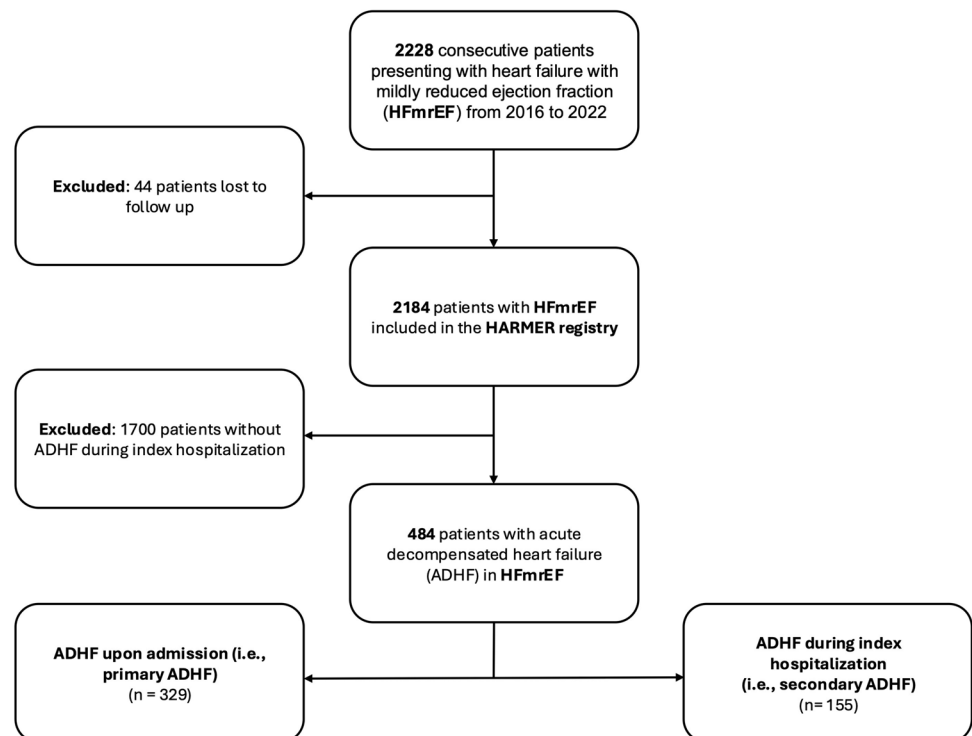 2228 consecutive patients
presenting with heart failure with
mildly reduced ejection fraction
(HFmrEF) from 2016 to 2022
Excluded: 44 patients lost to
follow up
2184 patients with HFmrEF
included in the HARMER registry
Excluded: 1700 patients without
ADHF during index hospitalization
484 patients with acute
decompensated heart failure
(ADHF) in HFmrEF
ADHF upon admission (i.e.,
primary ADHF)
(n = 329)
ADHF during index
hospitalization
(i.e., secondary ADHF)
(n= 155)